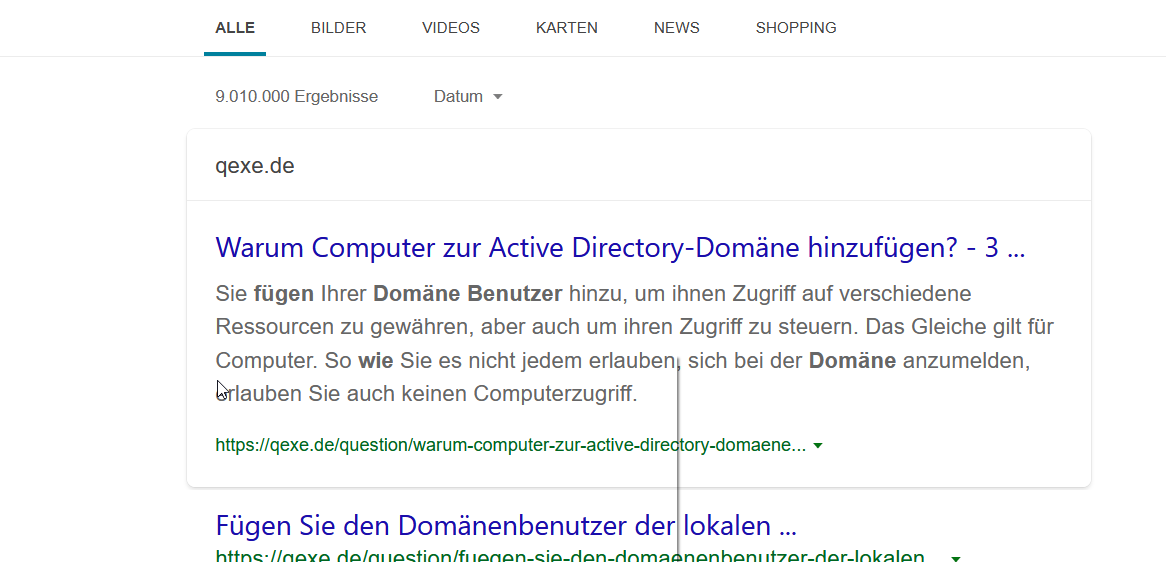 ALLE BILDER VIDEOS KARTEN NEWS SHOPPING
9.010.000 Ergebnisse Datum
qexe.de
Warum Computer zur Active Directory-Domäne hinzufügen? - 3 ...
Sie fügen Ihrer Domäne Benutzer hinzu, um ihnen Zugriff auf verschiedene
Ressourcen zu gewähren, aber auch um ihren Zugriff zu steuern. Das Gleiche gilt für
Computer. So wie Sie es nicht jedem erlauben, sich bei der Domäne anzumelden,
erlauben Sie auch keinen Computerzugriff.
https://qexe.de/question/warum-computer-zur-active-directory-domaene...
Fügen Sie den Domänenbenutzer der lokalen ...
https://qexe.de/question/fuegen-sie-den-domaenenbenutzer-der-lokalen...